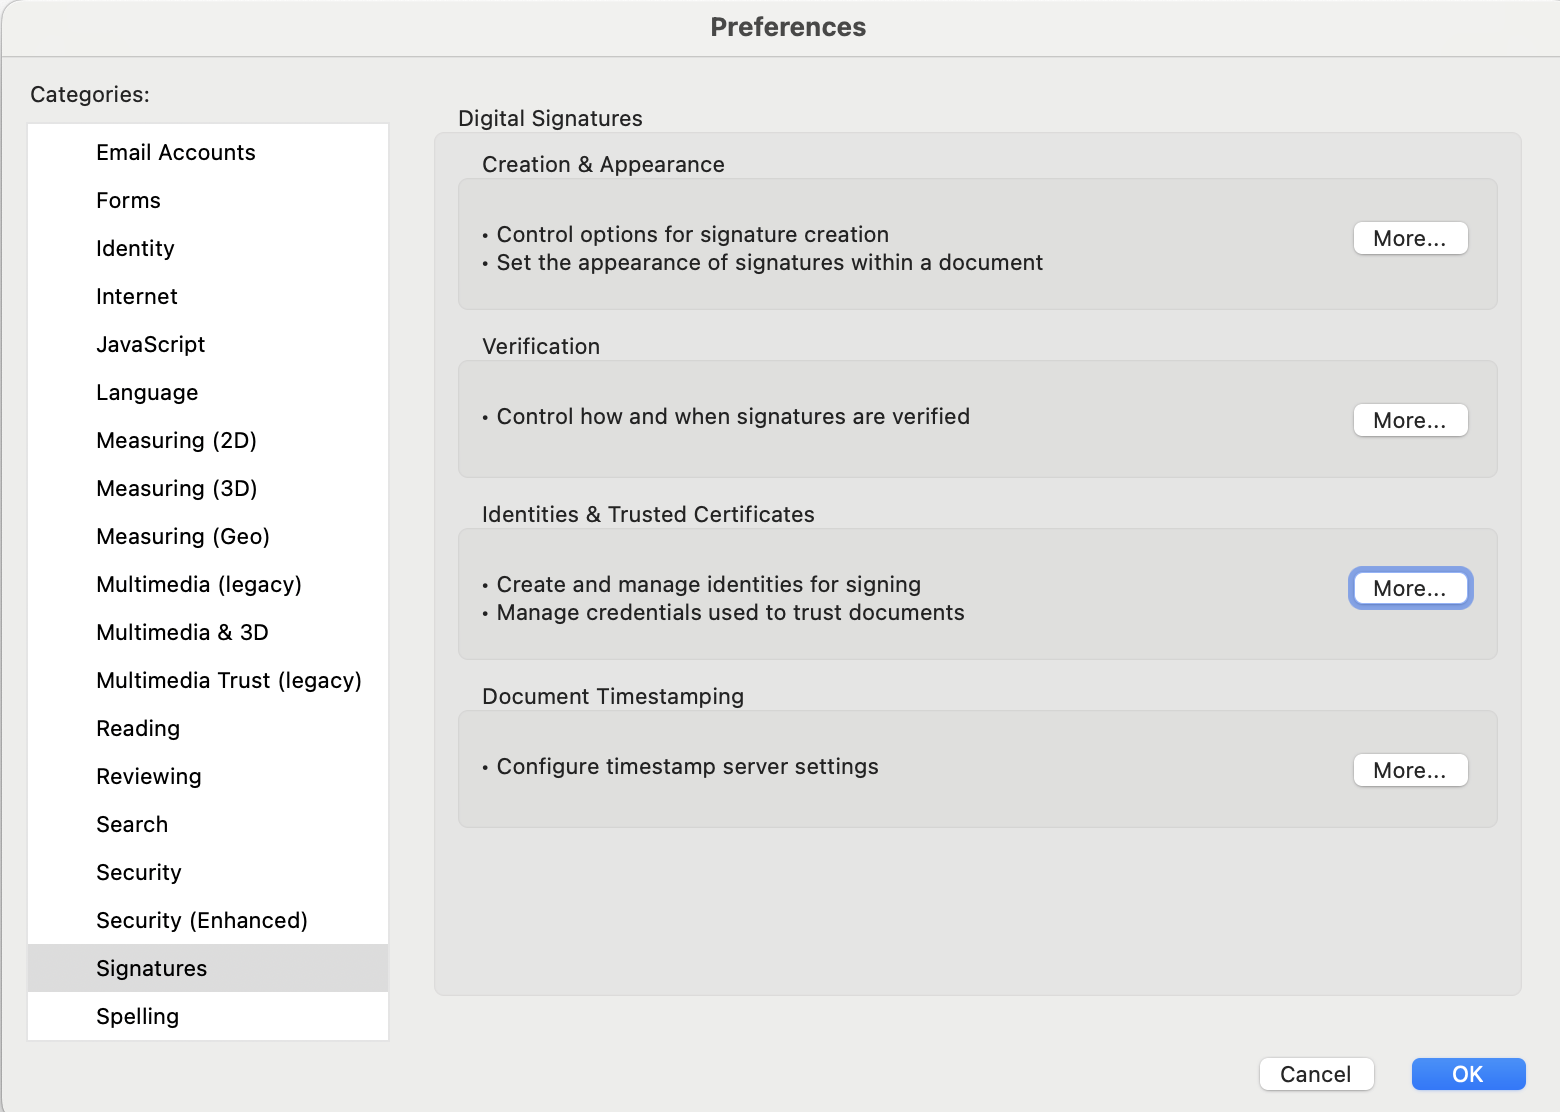 Preferences
Categories:
Email Accounts
Forms
Identity
Internet
JavaScript
Language
Measuring (2D)
Measuring (3D)
Measuring (Geo)
Multimedia (legacy)
Multimedia & 3D
Multimedia Trust (legacy)
Reading
Reviewing
Search
Security
Security (Enhanced)
Signatures
Spelling
Digital Signatures
Creation & Appearance
• Control options for signature creation
• Set the appearance of signatures within a document
More...
Verification
• Control how and when signatures are verified
More...
Identities & Trusted Certificates
• Create and manage identities for signing
• Manage credentials used to trust documents
More...
Document Timestamping
• Configure timestamp server settings
More...
Cancel
OK